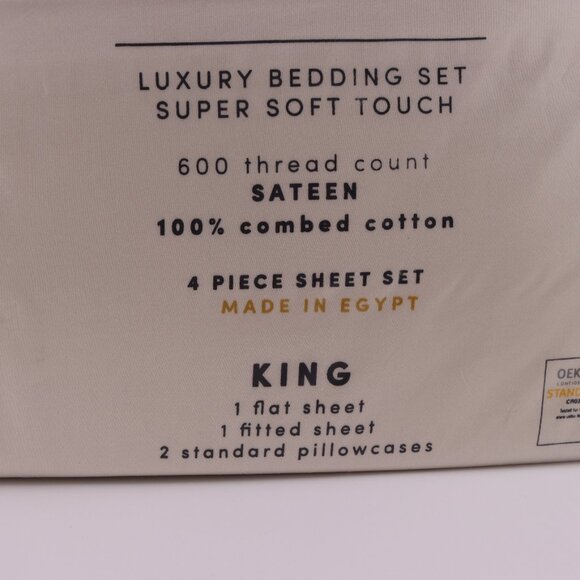 LUXURY BEDDING SET
SUPER SOFT TOUCH
600 thread count
SATEEN
100% combed cotton
4 PIECE SHEET SET
MADE IN EGYPT
KING
1 flat sheet
1 fitted sheet
2 standard pillowcases
OEK